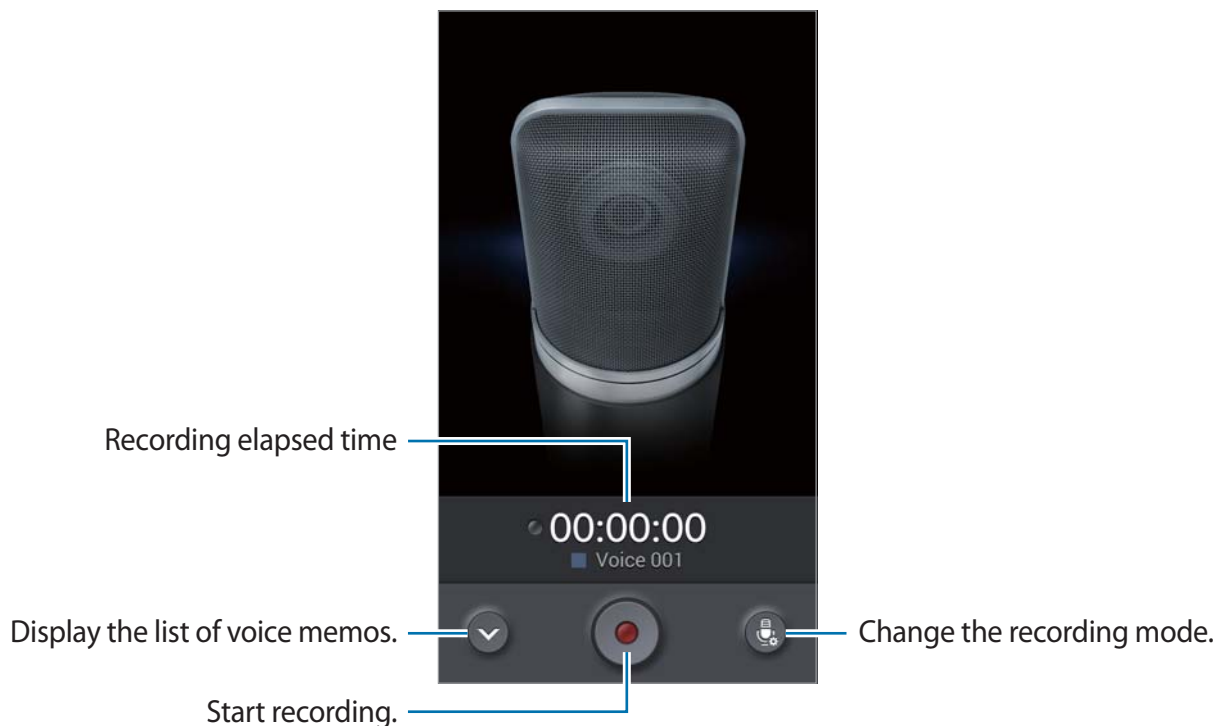 Recording elapsed time
00:00:00
Voice 001
Display the list of voice memos.
Change the recording mode.
Start recording.